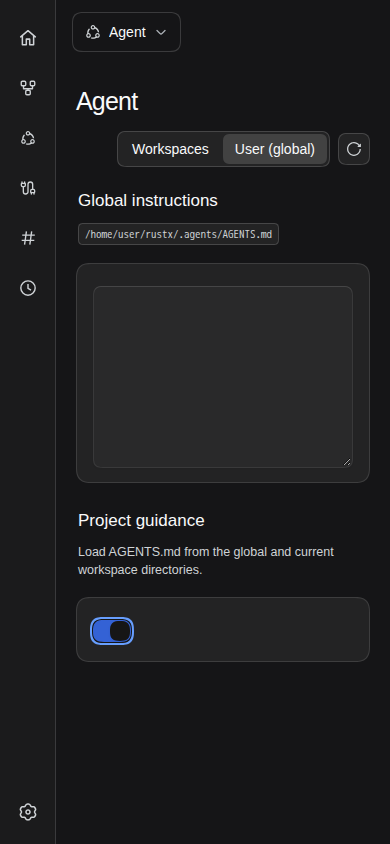 Agent
Agent
Workspaces
User (global)
Global instructions
/home/user/rustx/.agents/AGENTS.md
Project guidance
Load AGENTS.md from the global and current
workspace directories.